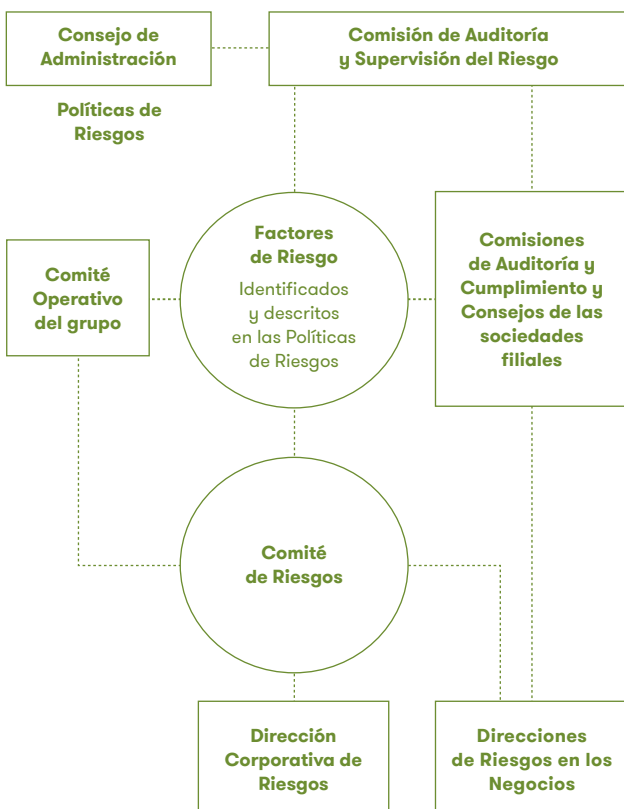 Consejo de
Administración
Comisión de Auditoría
y Supervisión del Riesgo
Políticas de
Riesgos
Comité
Operativo
del grupo
Factores
de Riesgo
Identificados
y descritos
en las Políticas
de Riesgos
Comisiones
de Auditoría y
Cumplimiento y
Consejos de las
sociedades
filiales
Comité
de Riesgos
Dirección
Corporativa de
Riesgos
Direcciones
de Riesgos en los
Negocios